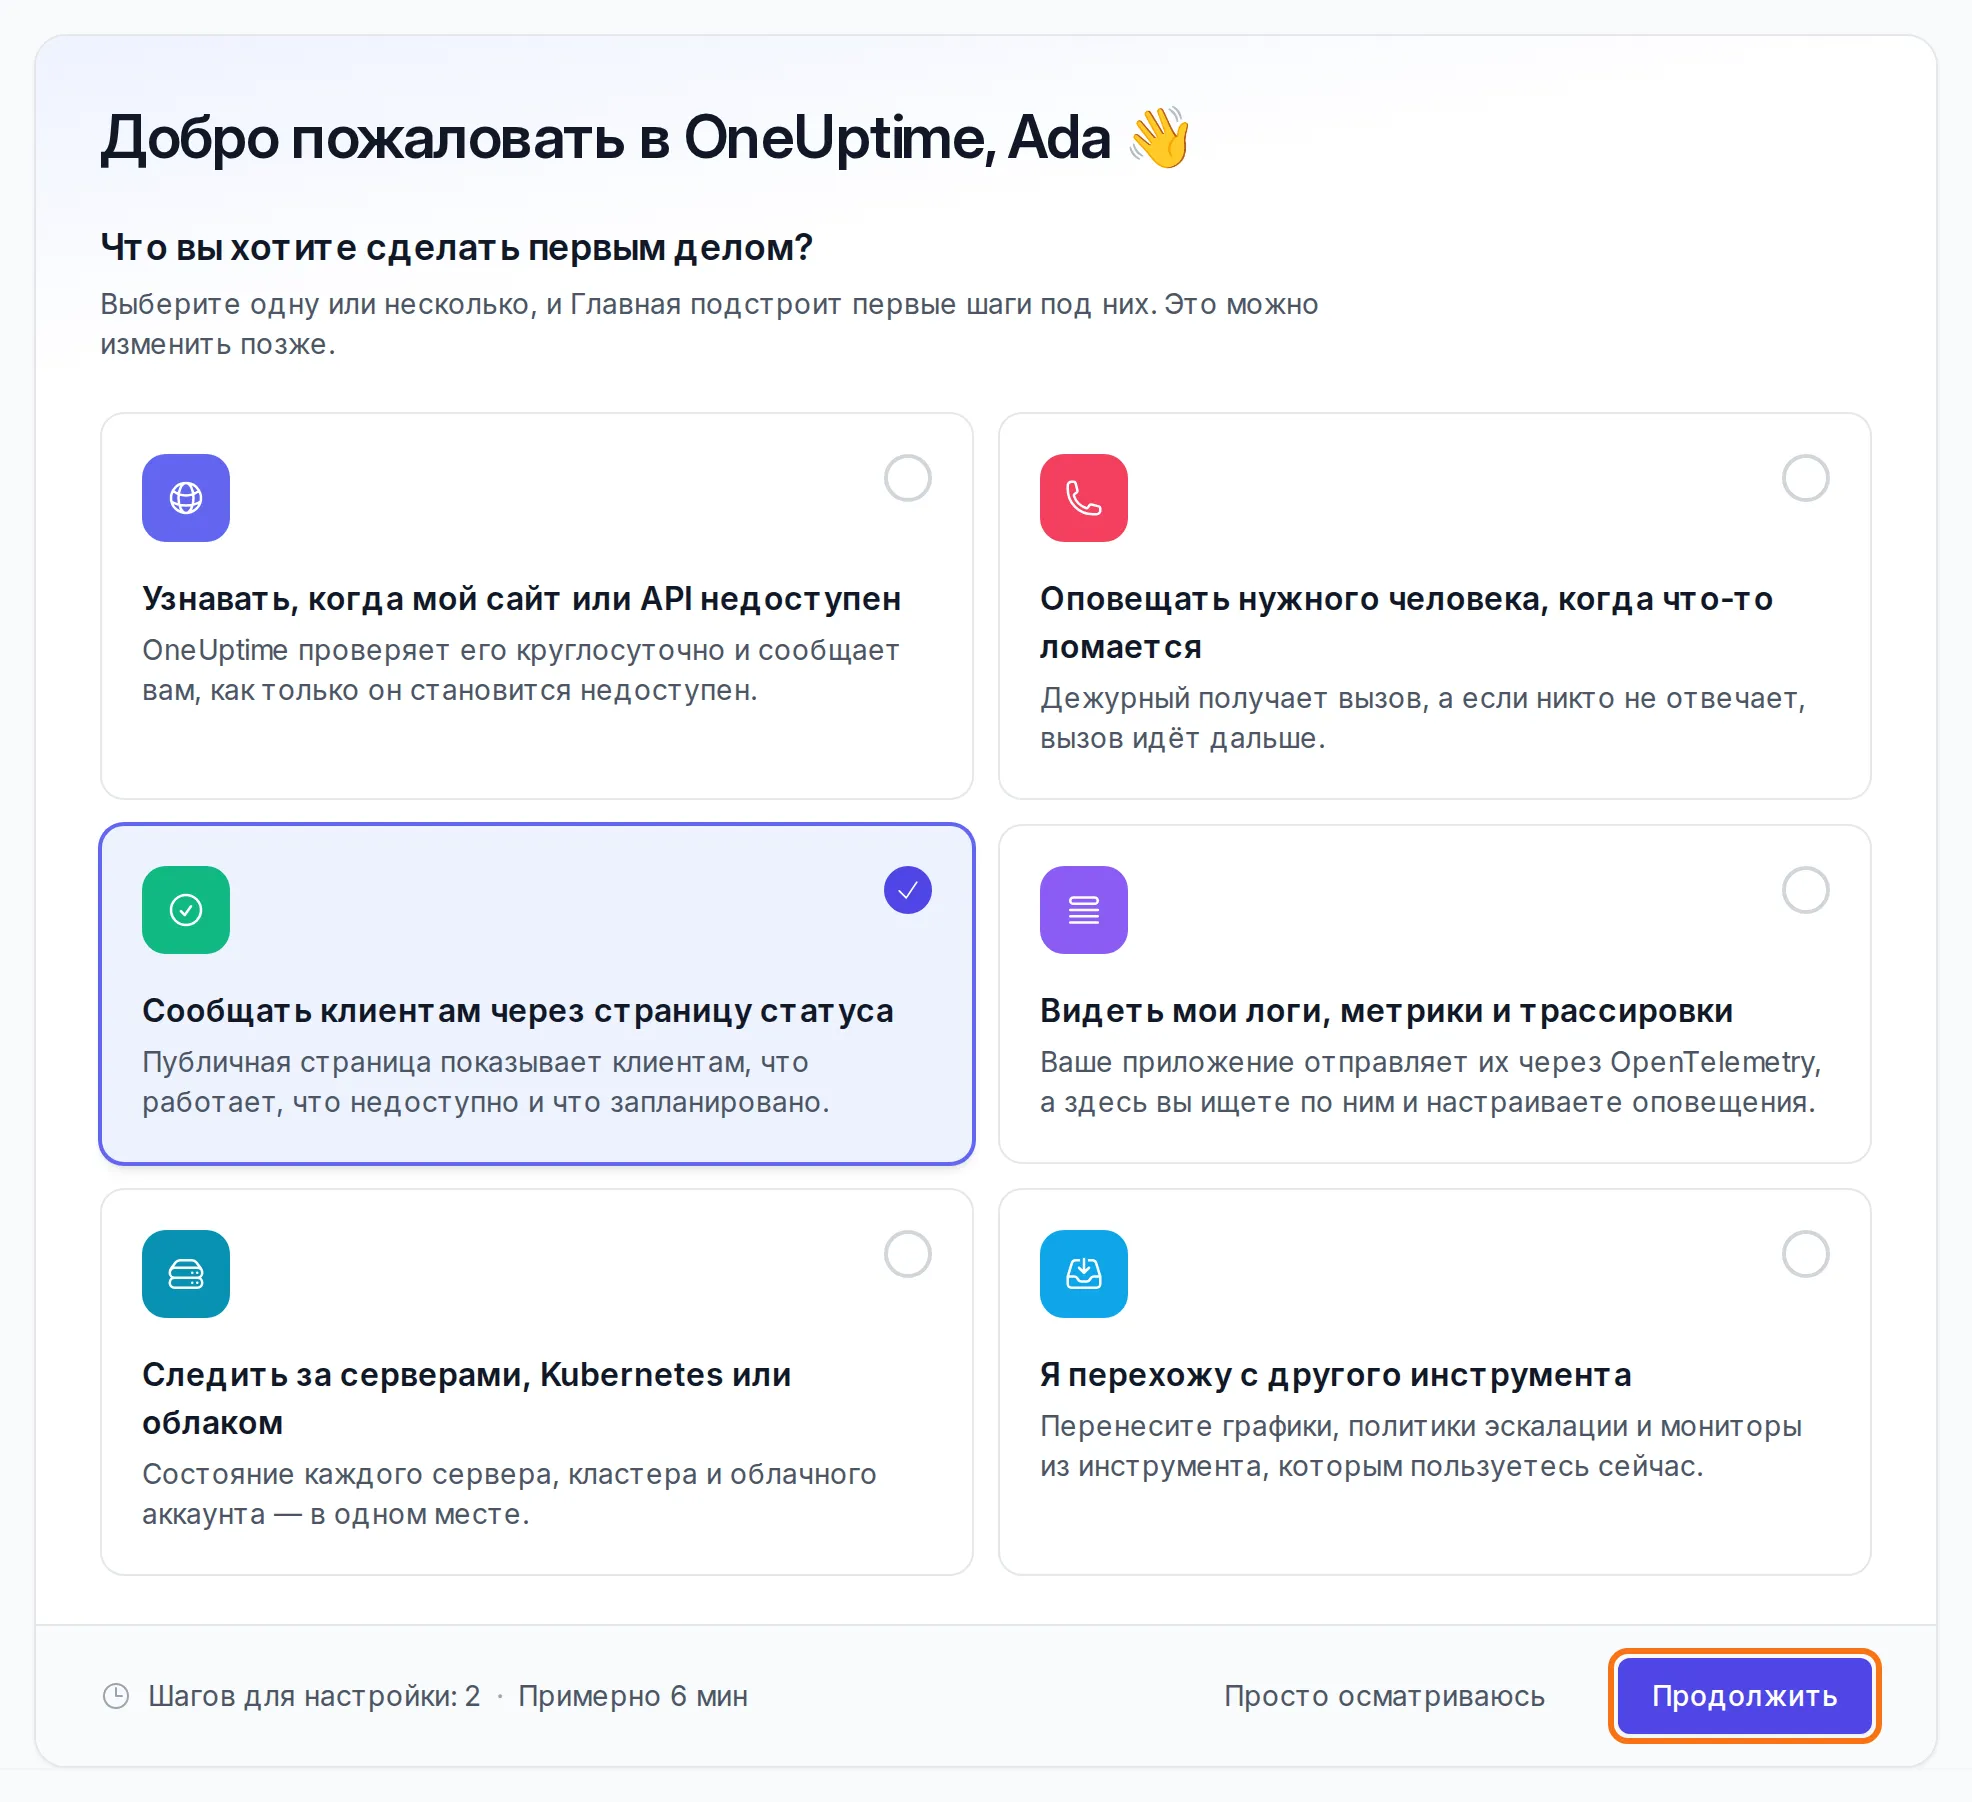 Добро пожаловать в OneUptime, Ada 👋
Что вы хотите сделать первым делом?
Выберите одну или несколько, и Главная подстроит первые шаги под них. Это можно
изменить позже.
Узнавать, когда мой сайт или API недоступен
OneUptime проверяет его круглосуточно и сообщает
вам, как только он становится недоступен.
Оповещать нужного человека, когда что-то
ломается
Дежурный получает вызов, а если никто не отвечает,
вызов идёт дальше.
Сообщать клиентам через страницу статуса
Публичная страница показывает клиентам, что
работает, что недоступно и что запланировано.
Видеть мои логи, метрики и трассировки
Ваше приложение отправляет их через OpenTelemetry,
а здесь вы ищете по ним и настраиваете оповещения.
Следить за серверами, Kubernetes или
облаком
Состояние каждого сервера, кластера и облачного
аккаунта — в одном месте.
Я перехожу с другого инструмента
Перенесите графики, политики эскалации и мониторы
из инструмента, которым пользуетесь сейчас.
Шагов для настройки: 2 · Примерно 6 мин
Просто осматриваюсь
Продолжить